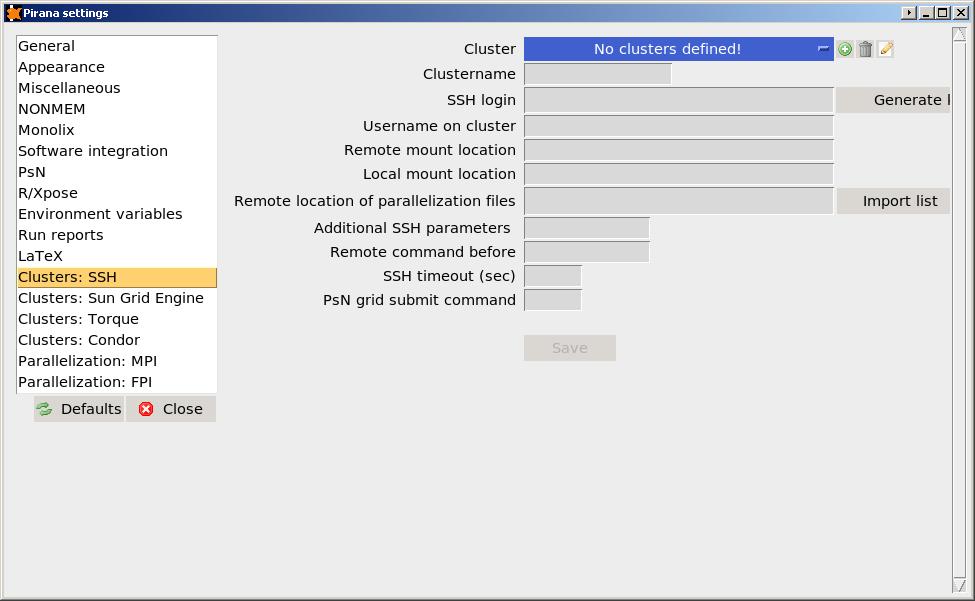 Pirana settings
General
Appearance
Miscellaneous
NONMEM
Monolix
Software integration
PsN
R/Xpose
Environment variables
Run reports
LaTeX
Clusters: SSH
Clusters: Sun Grid Engine
Clusters: Torque
Clusters: Condor
Parallelization: MPI
Parallelization: FPI
Defaults Close
Cluster No clusters defined!
Clustername
SSH login Generate
Username on cluster
Remote mount location
Local mount location
Remote location of parallelization files Import list
Additional SSH parameters
Remote command before
SSH timeout (sec)
PsN grid submit command
Save